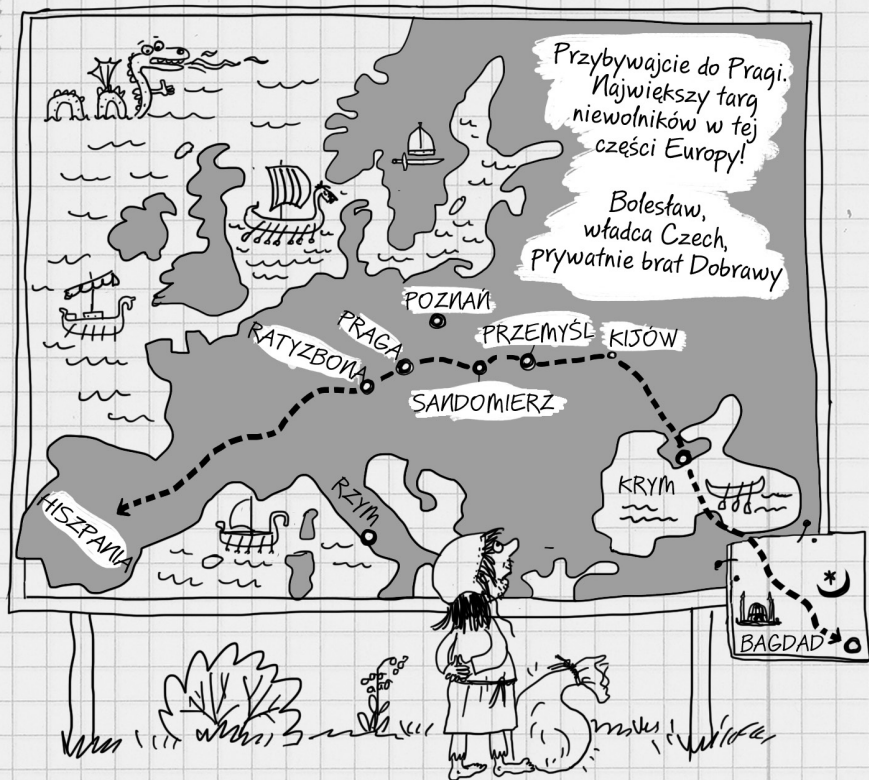 Przybywajcie do Pragi.
Największy targ
niewolników w tej
części Europy!
Bolesław,
władca Czech,
prywatnie brat Dobrawy
POZNAŃ
PRAGA
RATYZBONA
PRZEMYŚL
KIJÓW
SANDOMIERZ
KRYM
RZYM
HISZPANIA
BAGDAD